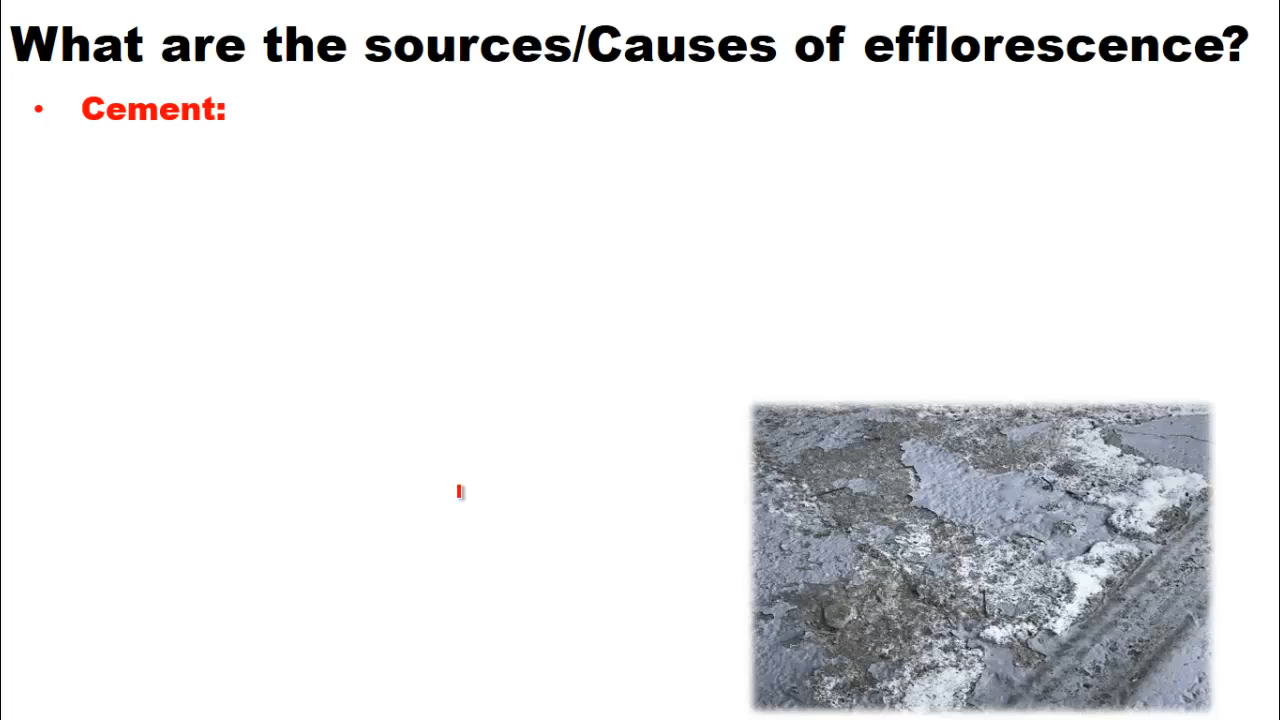 What are the sources/Causes of efflorescence?
• Cement: